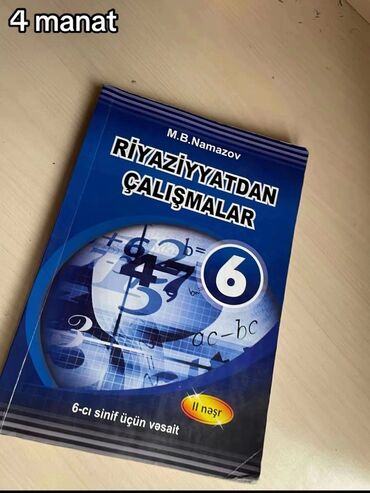 4 manat
M.B.Namazov
RİYAZİYYATDAN
ÇALIŞMALAR
6
6-cı sinif üçün vəsait
II nəşr